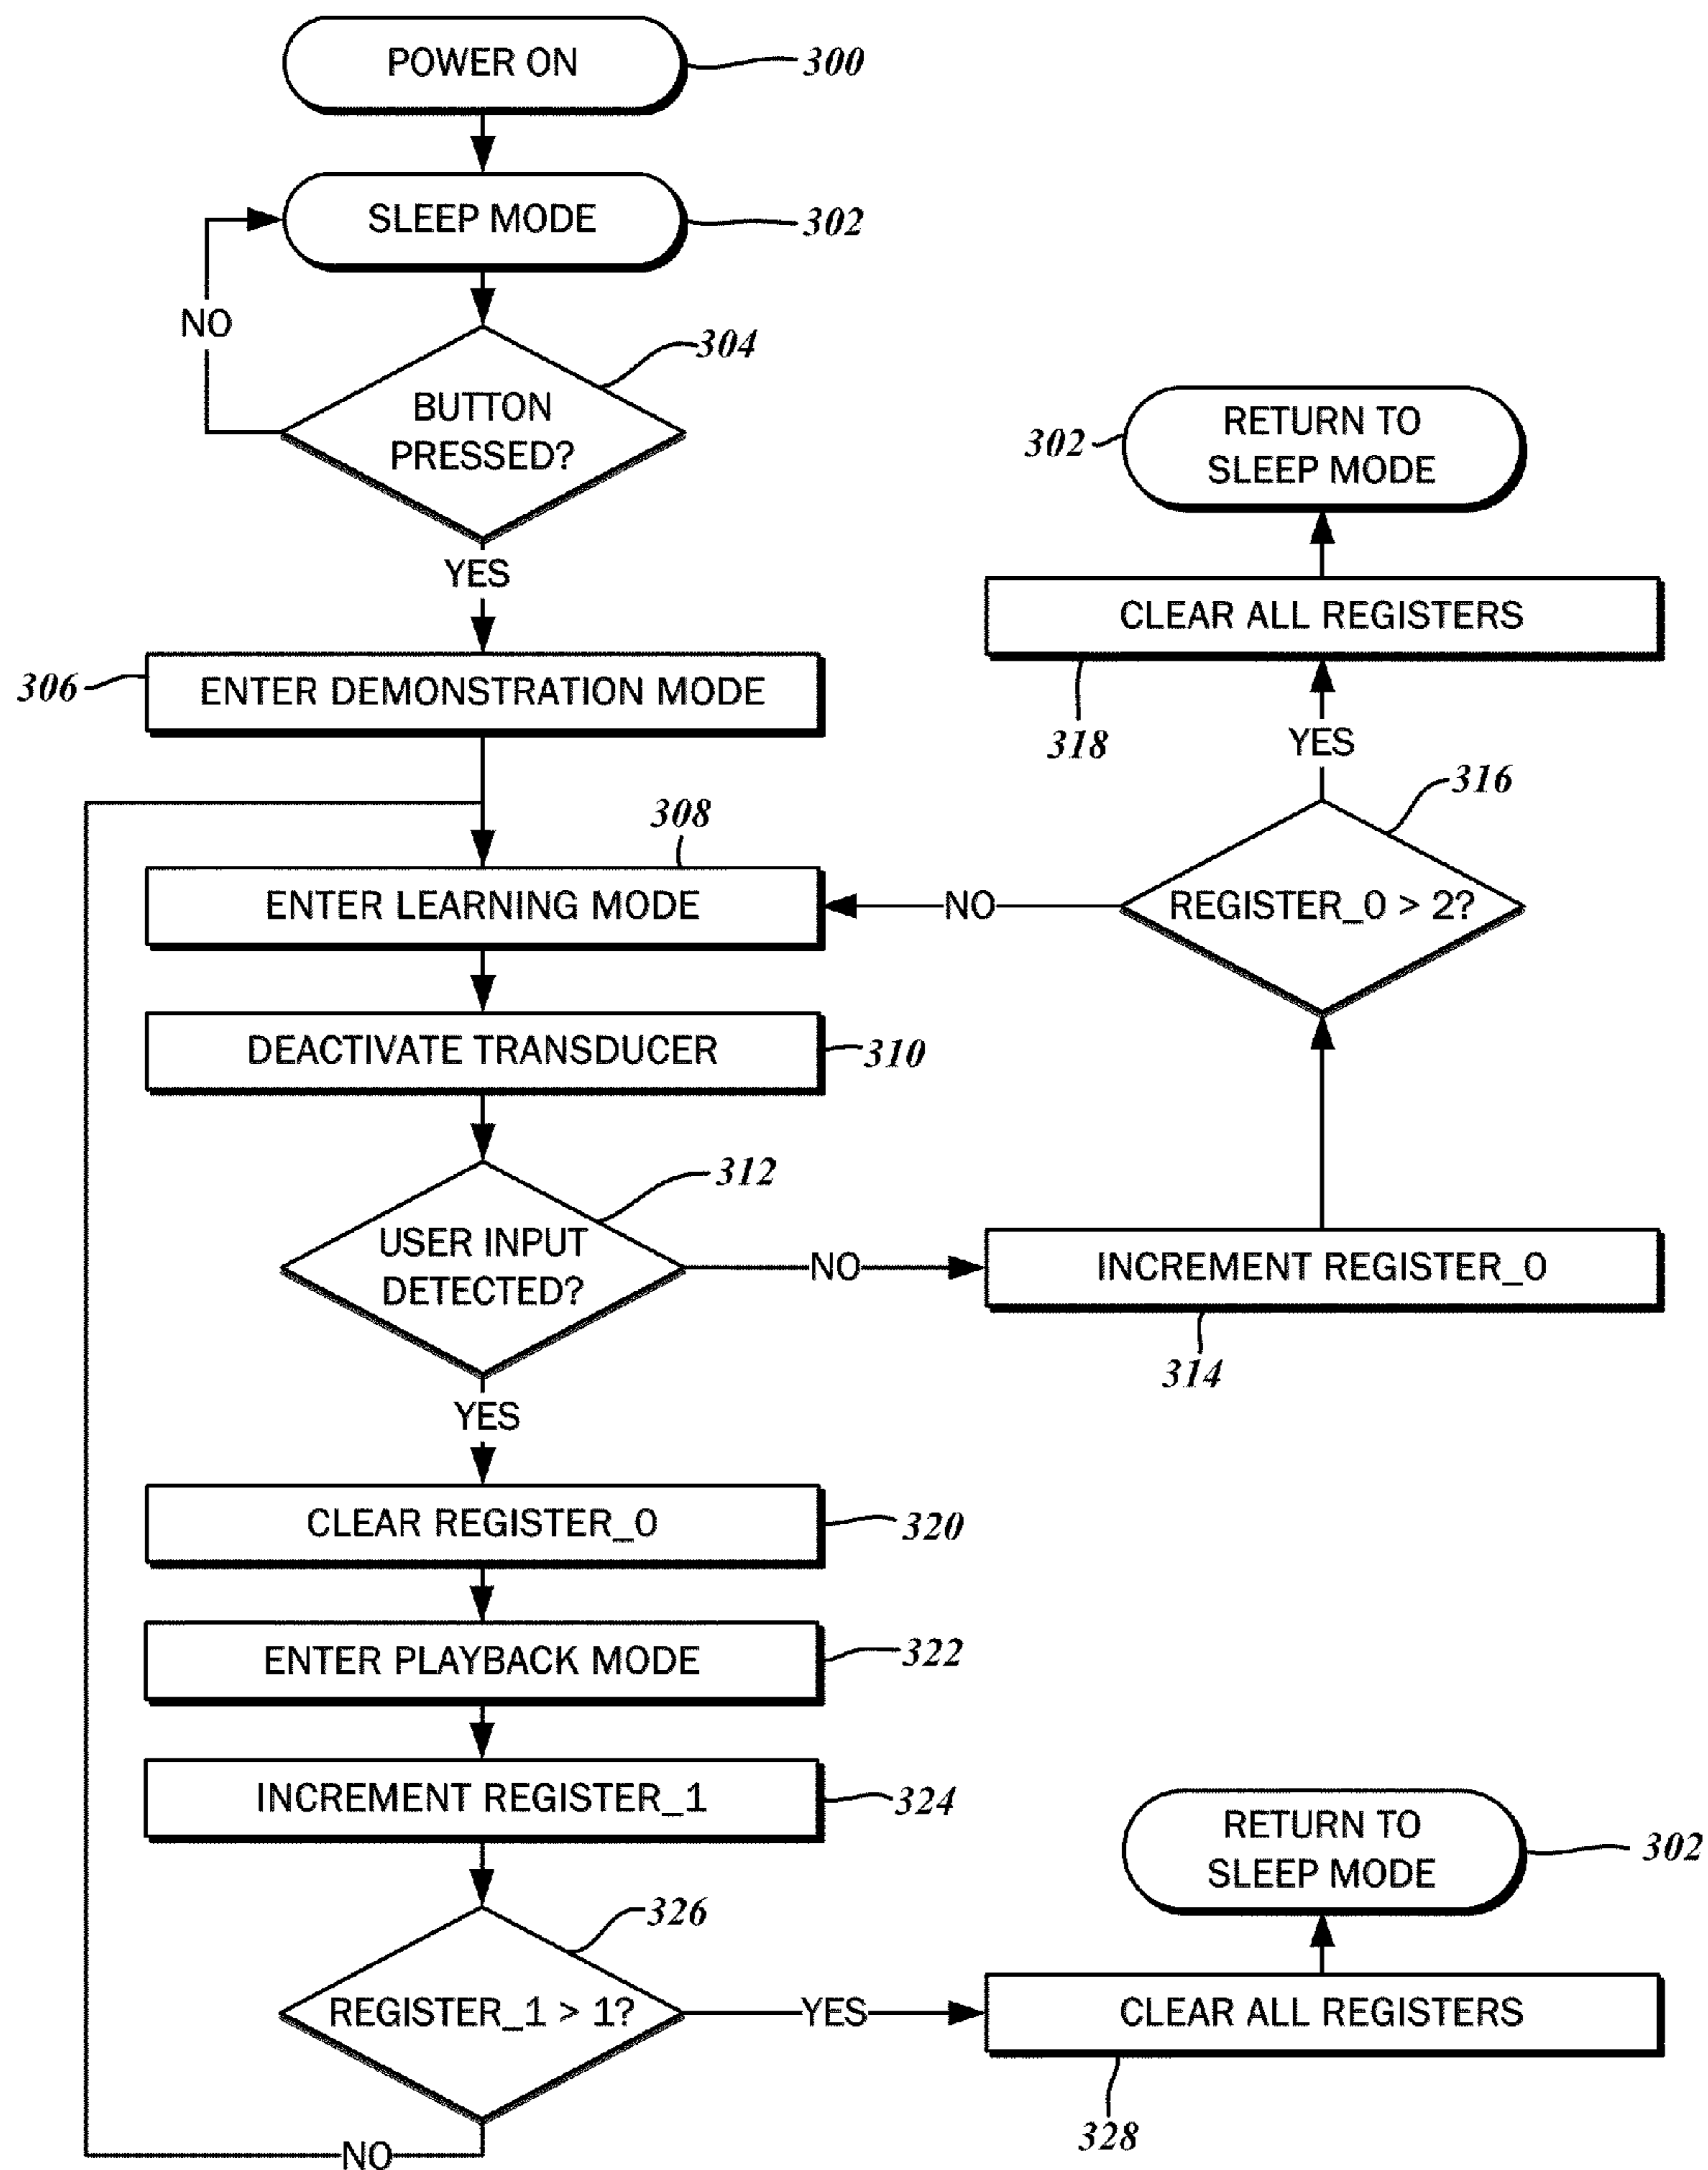 POWER ON
300
SLEEP MODE
302
NO
304
BUTTON
PRESSED?
YES
306
ENTER DEMONSTRATION MODE
308
ENTER LEARNING MODE
DEACTIVATE TRANSDUCER
310
312
USER INPUT
DETECTED?
NO
INCREMENT REGISTER_0
314
REGISTER_0 > 2?
316
NO
YES
CLEAR ALL REGISTERS
318
RETURN TO
SLEEP MODE
302
YES
CLEAR REGISTER_0
320
ENTER PLAYBACK MODE
322
INCREMENT REGISTER_1
324
326
REGISTER_1 > 1?
YES
CLEAR ALL REGISTERS
328
RETURN TO
SLEEP MODE
302
NO